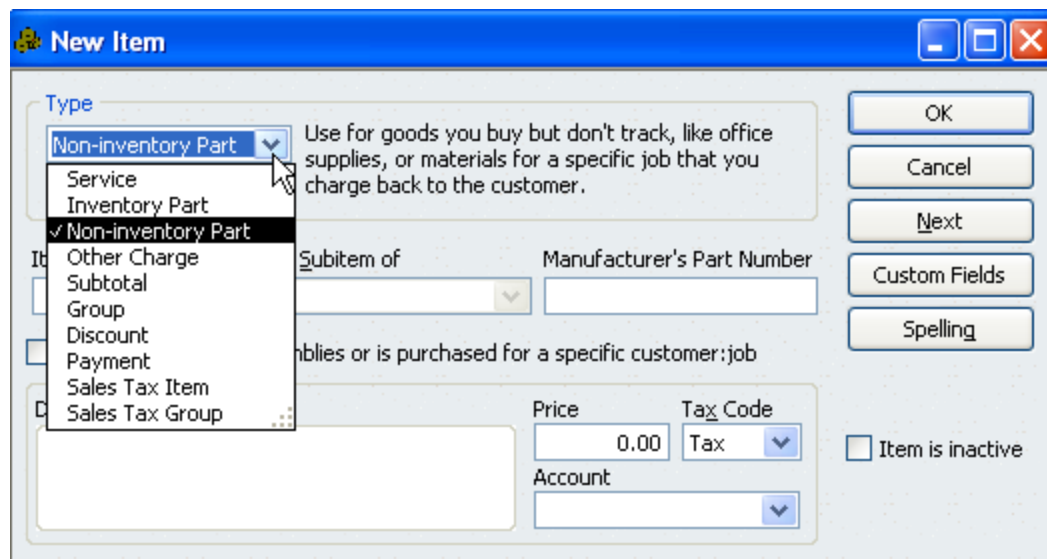 New Item
Type
Non-inventory Part
Use for goods you buy but don't track, like office
supplies, or materials for a specific job that you
charge back to the customer.
Service
Inventory Part
✓ Non-inventory Part
Other Charge
Subtotal
Group
Discount
Payment
Sales Tax Item
Sales Tax Group
Subitem of
Manufacturer's Part Number
or is purchased for a specific customer:job
Price
Tax Code
0.00
Tax
Account
OK
Cancel
Next
Custom Fields
Spelling
Item is inactive